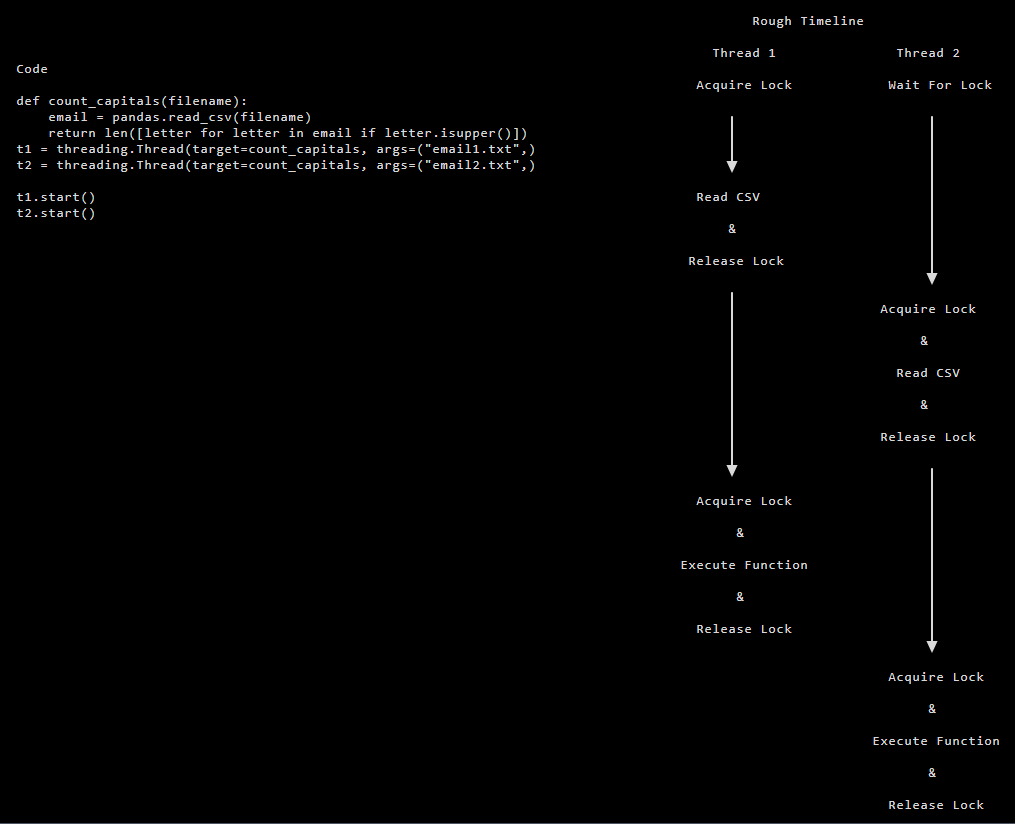 Rough Timeline
Thread 1
Thread 2
Code
Acquire Lock
Wait For Lock
def count_capitals(filename):
    email = pandas.read_csv(filename)
    return len([letter for letter in email if letter.isupper()])
t1 = threading.Thread(target=count_capitals, args=("email1.txt",)
t2 = threading.Thread(target=count_capitals, args=("email2.txt",)
t1.start()
t2.start()
Read CSV
&
Release Lock
Acquire Lock
&
Read CSV
&
Release Lock
Acquire Lock
&
Execute Function
&
Release Lock
Acquire Lock
&
Execute Function
&
Release Lock